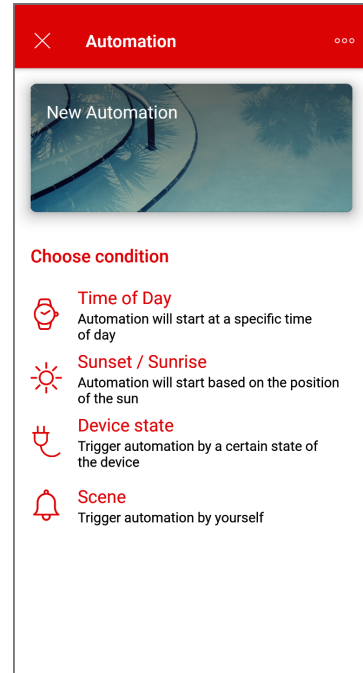 Automation
New Automation
Choose condition
Time of Day
Automation will start at a specific time
of day
Sunset / Sunrise
Automation will start based on the position
of the sun
Device state
Trigger automation by a certain state of
the device
Scene
Trigger automation by yourself